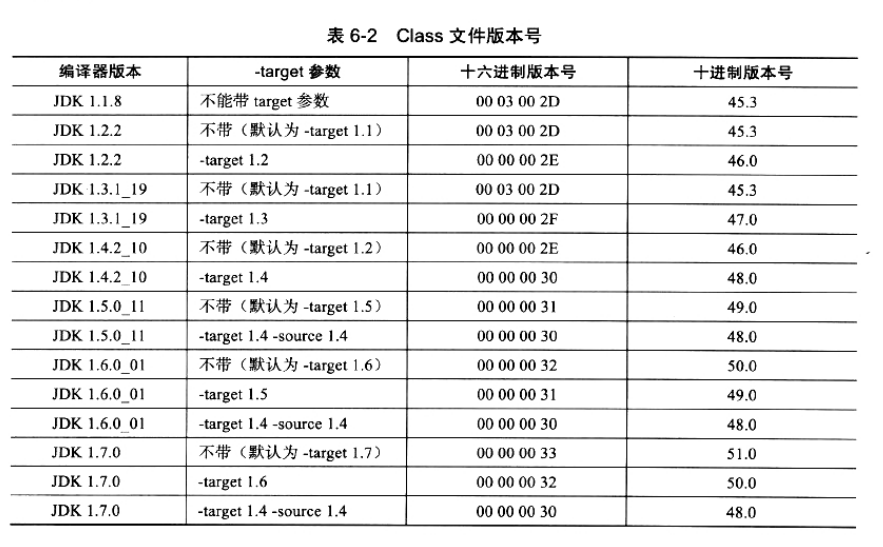 表 6-2 Class 文件版本号
编译器版本 -target 参数 十六进制版本号 十进制版本号
JDK 1.1.8 不能带 target 参数 00 03 00 2D 45.3
JDK 1.2.2 不带（默认为 -target 1.1） 00 03 00 2D 45.3
JDK 1.2.2 -target 1.2 00 00 00 2E 46.0
JDK 1.3.1_19 不带（默认为 -target 1.1） 00 03 00 2D 45.3
JDK 1.3.1_19 -target 1.3 00 00 00 2F 47.0
JDK 1.4.2_10 不带（默认为 -target 1.2） 00 00 00 2E 46.0
JDK 1.4.2_10 -target 1.4 00 00 00 30 48.0
JDK 1.5.0_11 不带（默认为 -target 1.5） 00 00 00 31 49.0
JDK 1.5.0_11 -target 1.4 -source 1.4 00 00 00 30 48.0
JDK 1.6.0_01 不带（默认为 -target 1.6） 00 00 00 32 50.0
JDK 1.6.0_01 -target 1.5 00 00 00 31 49.0
JDK 1.6.0_01 -target 1.4 -source 1.4 00 00 00 30 48.0
JDK 1.7.0 不带（默认为 -target 1.7） 00 00 00 33 51.0
JDK 1.7.0 -target 1.6 00 00 00 32 50.0
JDK 1.7.0 -target 1.4 -source 1.4 00 00 00 30 48.0